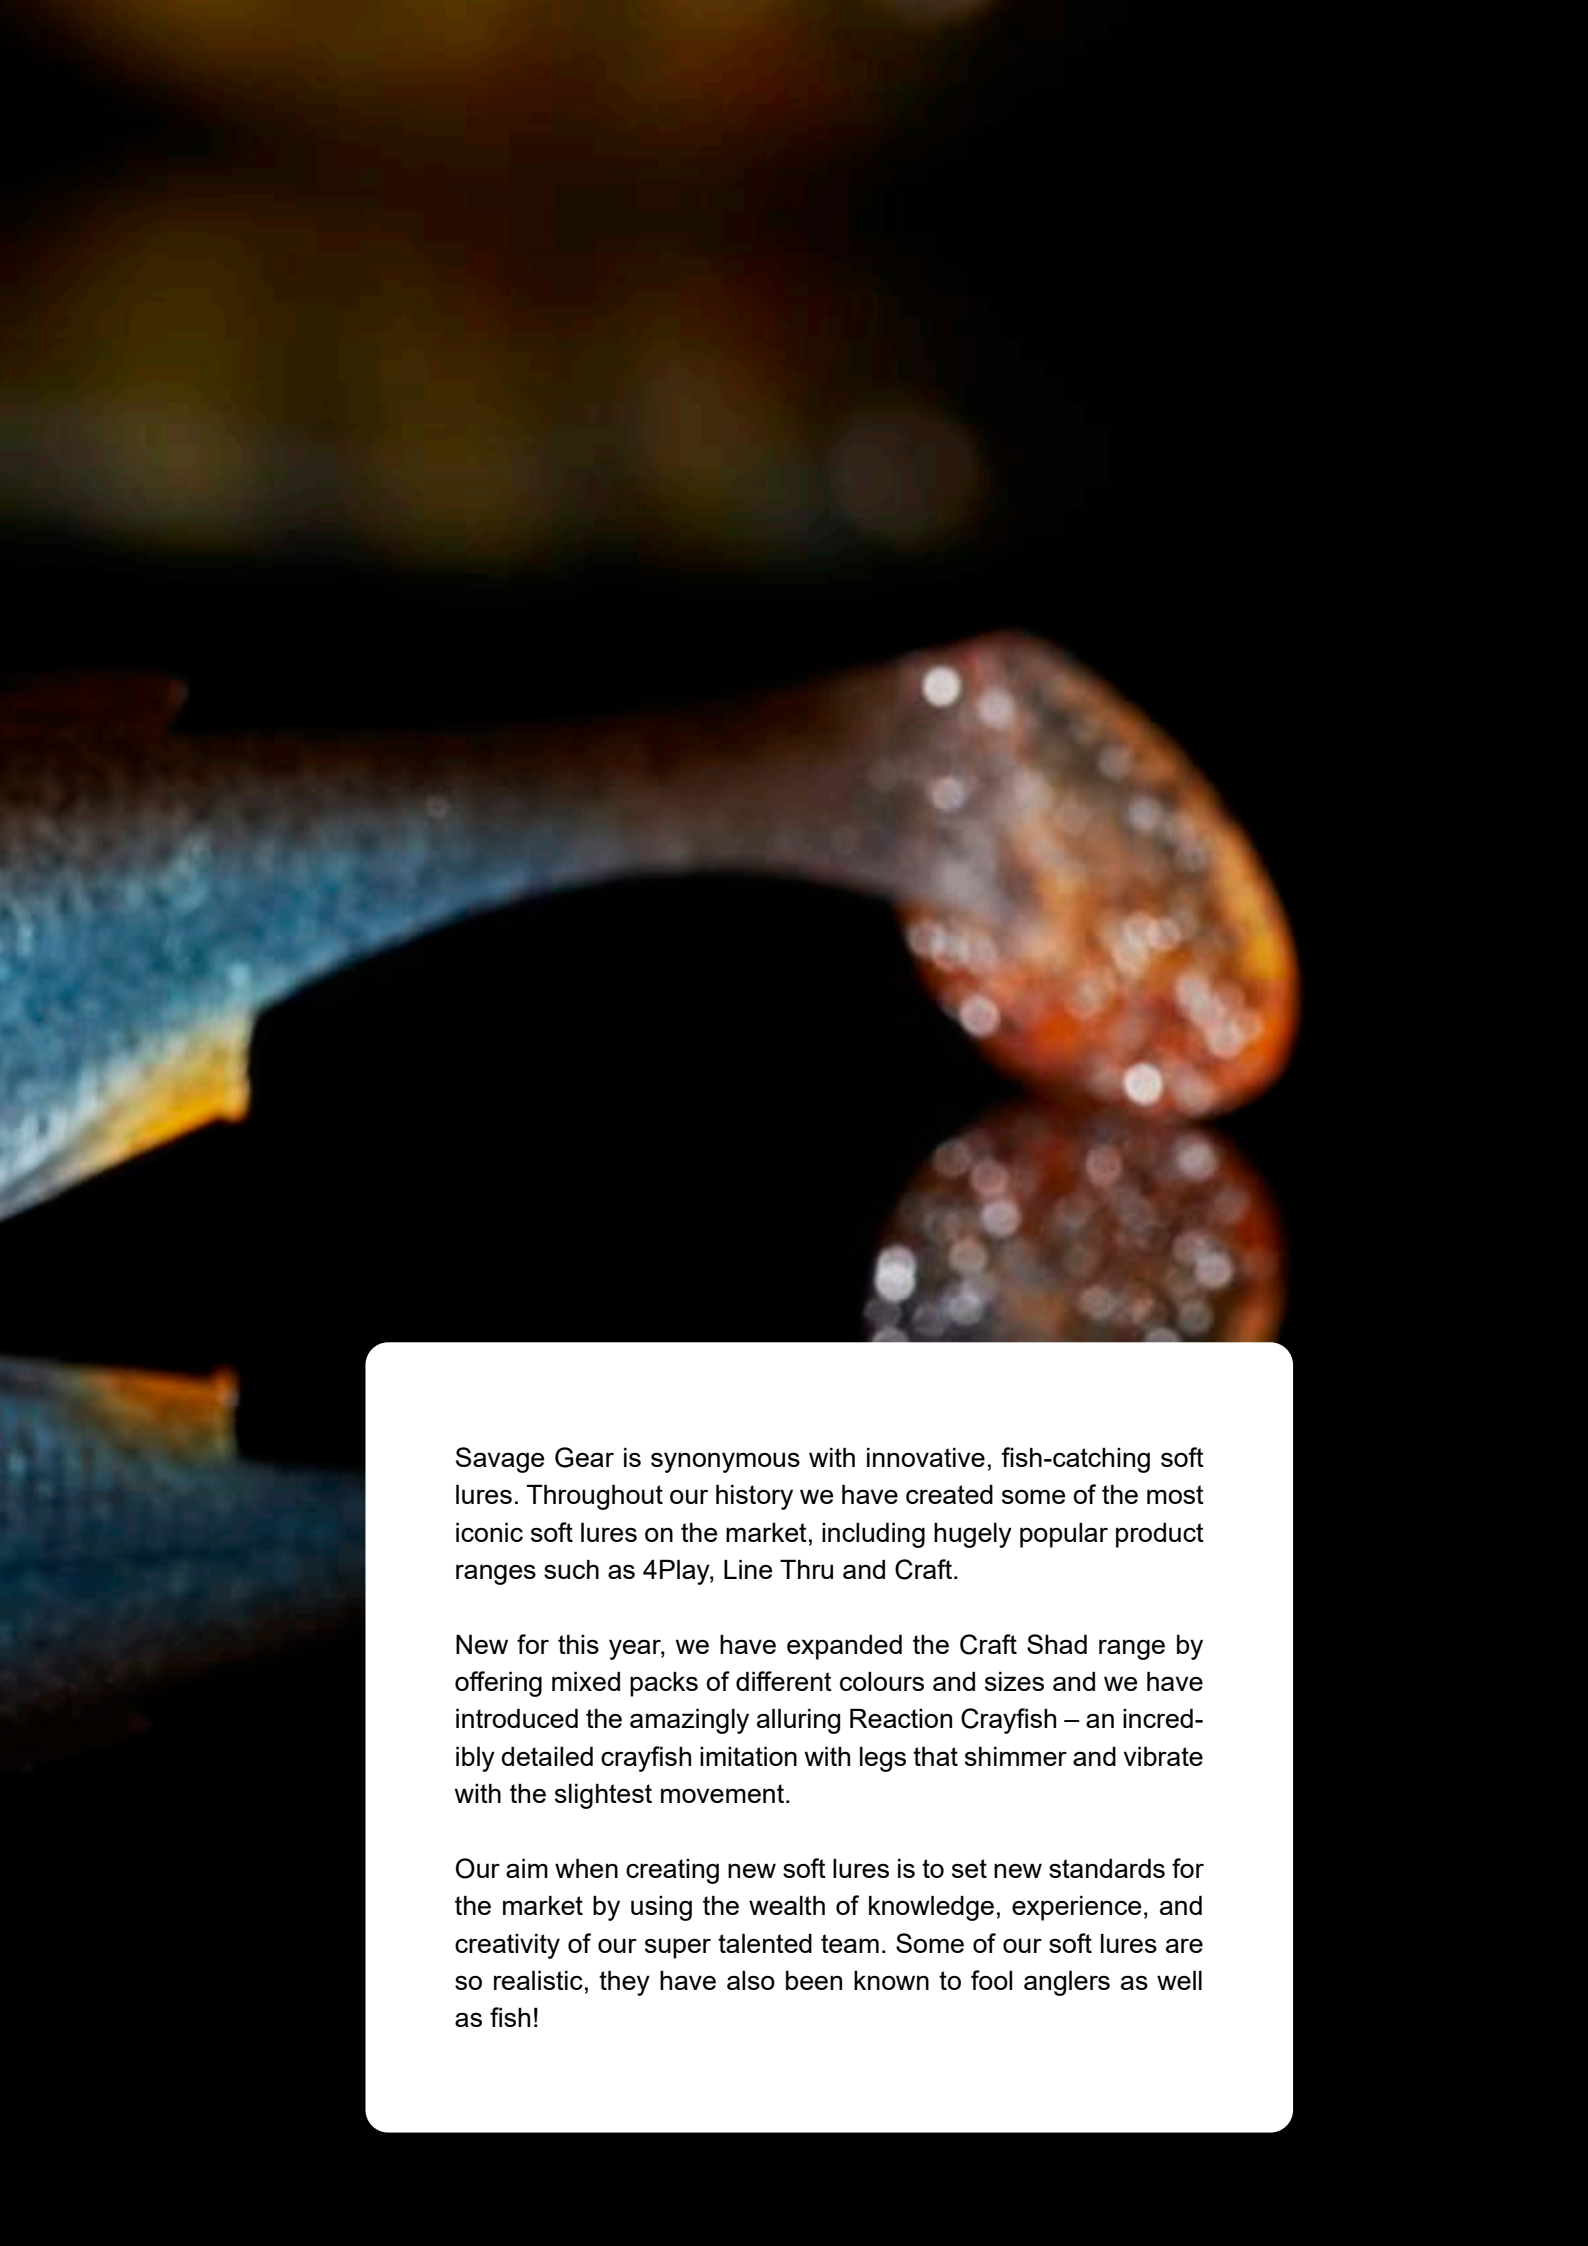 Savage Gear is synonymous with innovative, fish-catching soft
lures. Throughout our history we have created some of the most
iconic soft lures on the market, including hugely popular product
ranges such as 4Play, Line Thru and Craft.
New for this year, we have expanded the Craft Shad range by
offering mixed packs of different colours and sizes and we have
introduced the amazingly alluring Reaction Crayfish – an incred-
ibly detailed crayfish imitation with legs that shimmer and vibrate
with the slightest movement.
Our aim when creating new soft lures is to set new standards for
the market by using the wealth of knowledge, experience, and
creativity of our super talented team. Some of our soft lures are
so realistic, they have also been known to fool anglers as well
as fish!